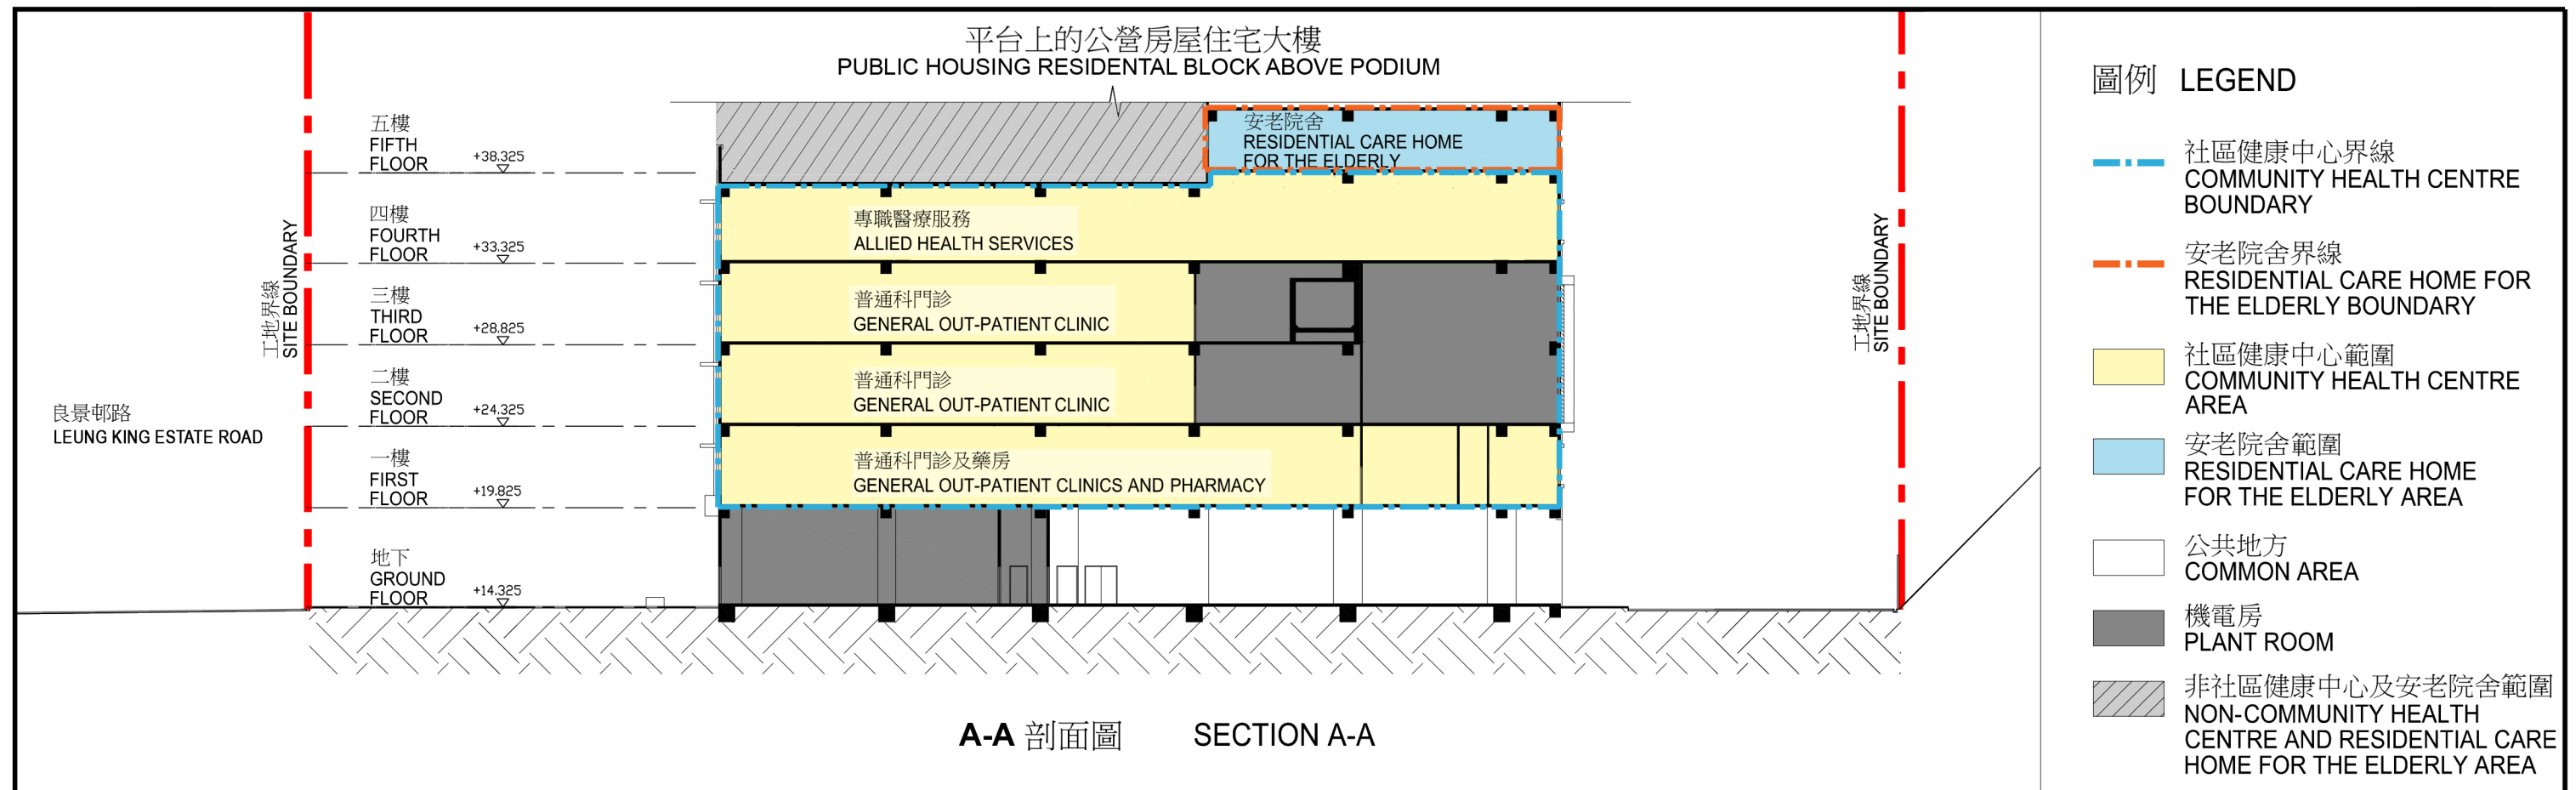 平台上的公營房屋住宅大樓
PUBLIC HOUSING RESIDENTAL BLOCK ABOVE PODIUM
五樓
FIFTH
FLOOR
+38.325
四樓
FOURTH
FLOOR
+33.325
三樓
THIRD
FLOOR
+28.825
二樓
SECOND
FLOOR
+24.325
一樓
FIRST
FLOOR
+19.825
地下
GROUND
FLOOR
+14.325
工地界線
SITE BOUNDARY
良景邨路
LEUNG KING ESTATE ROAD
安老院舍
RESIDENTIAL CARE HOME
FOR THE ELDERLY
專職醫療服務
ALLIED HEALTH SERVICES
普通科門診
GENERAL OUT-PATIENT CLINIC
普通科門診
GENERAL OUT-PATIENT CLINIC
普通科門診及藥房
GENERAL OUT-PATIENT CLINICS AND PHARMACY
工地界線
SITE BOUNDARY
A-A 剖面圖 SECTION A-A
圖例 LEGEND
社區健康中心界線
COMMUNITY HEALTH CENTRE
BOUNDARY
安老院舍界線
RESIDENTIAL CARE HOME FOR
THE ELDERLY BOUNDARY
社區健康中心範圍
COMMUNITY HEALTH CENTRE
AREA
安老院舍範圍
RESIDENTIAL CARE HOME
FOR THE ELDERLY AREA
公共地方
COMMON AREA
機電房
PLANT ROOM
非社區健康中心及安老院舍範圍
NON-COMMUNITY HEALTH
CENTRE AND RESIDENTIAL CARE
HOME FOR THE ELDERLY AREA